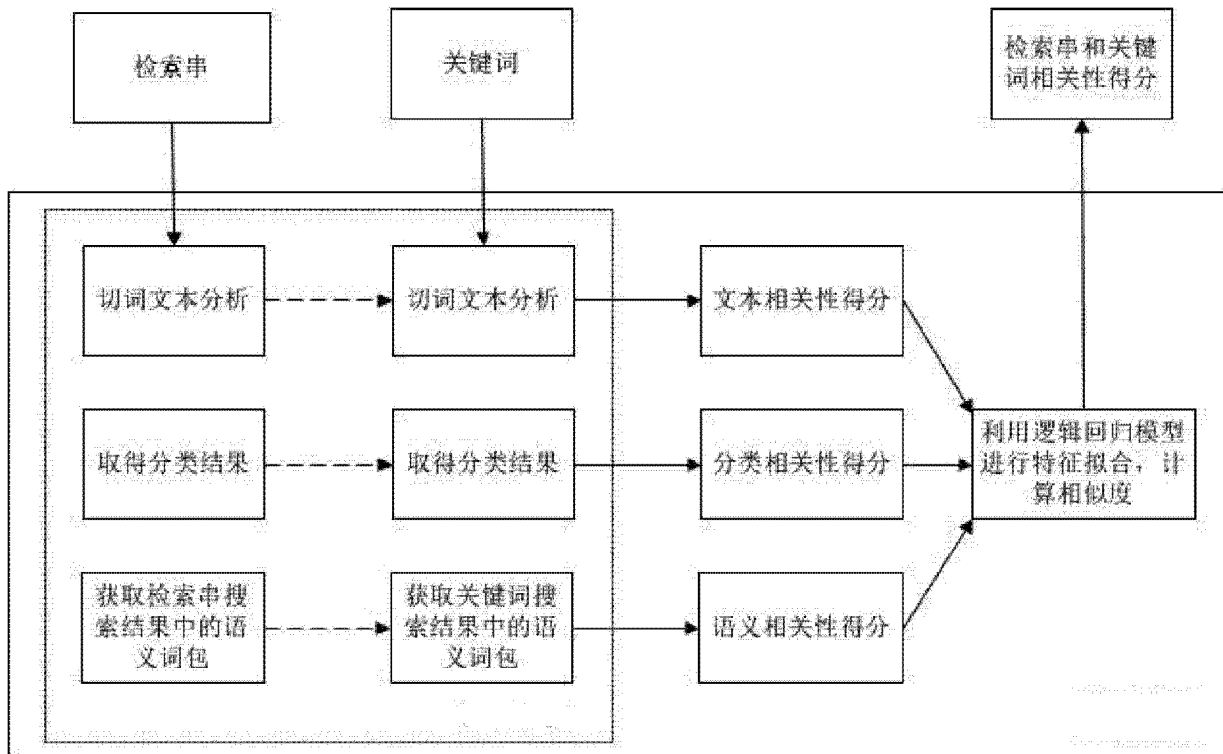 检索串
关键词
检索串和关键
词相关性得分
切词文本分析
切词文本分析
文本相关性得分
取得分类结果
取得分类结果
分类相关性得分
利用逻辑回归模型
进行特征拟合，计
算相似度
获取检索串搜
索结果中的语
义词包
获取关键词搜
索结果中的语
义词包
语义相关性得分